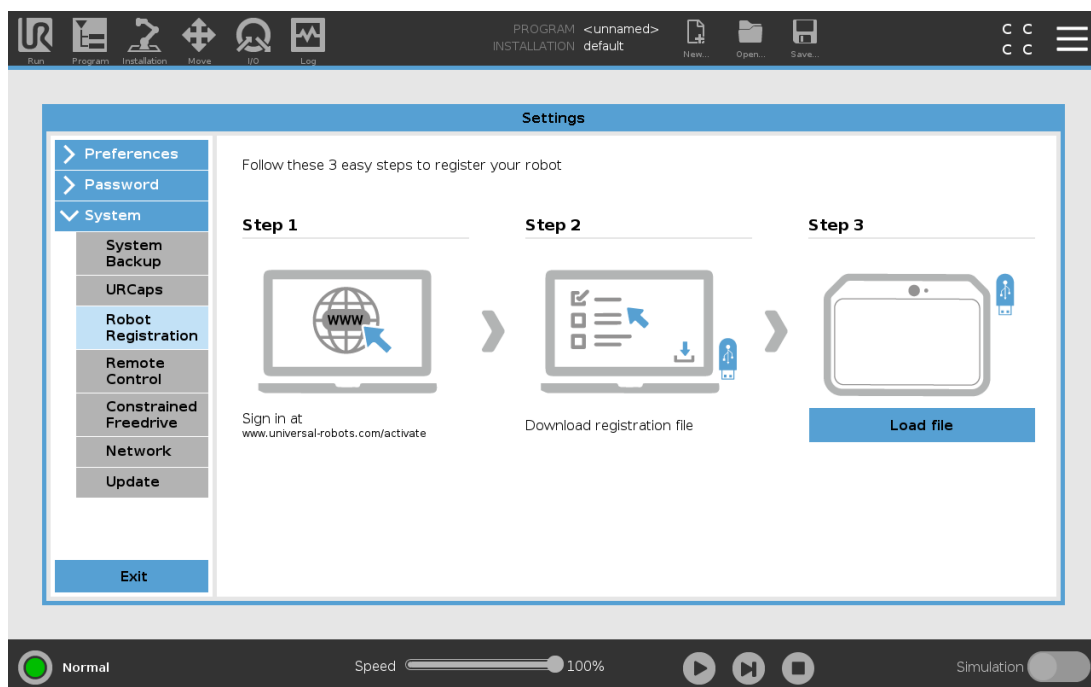 PROGRAM <unnamed>
INSTALLATION default
C C
C C
Run Program Installation Move I/O Log New... Open... Save...
Settings
Preferences
Password
System
System
Backup
URCaps
Robot
Registration
Remote
Control
Constrained
Freedrive
Network
Update
Exit
Follow these 3 easy steps to register your robot
Step 1
www
Sign in at
www.universal-robots.com/activate
Step 2
Download registration file
Step 3
Load file
Normal
Speed 100%
Simulation